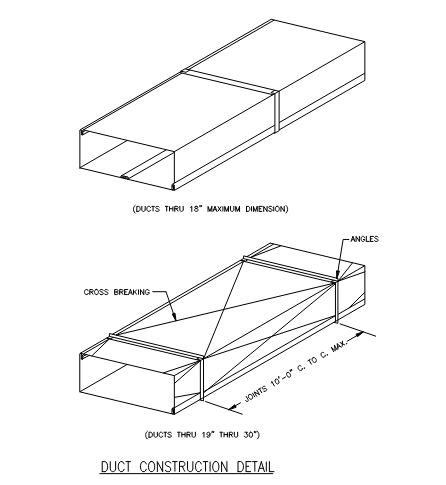 (DUCTS THRU 18" MAXIMUM DIMENSION)
ANGLES
CROSS BREAKING
JOINTS 10'-0" C. TO C. MAX.
(DUCTS THRU 19" THRU 30")
DUCT CONSTRUCTION DETAIL